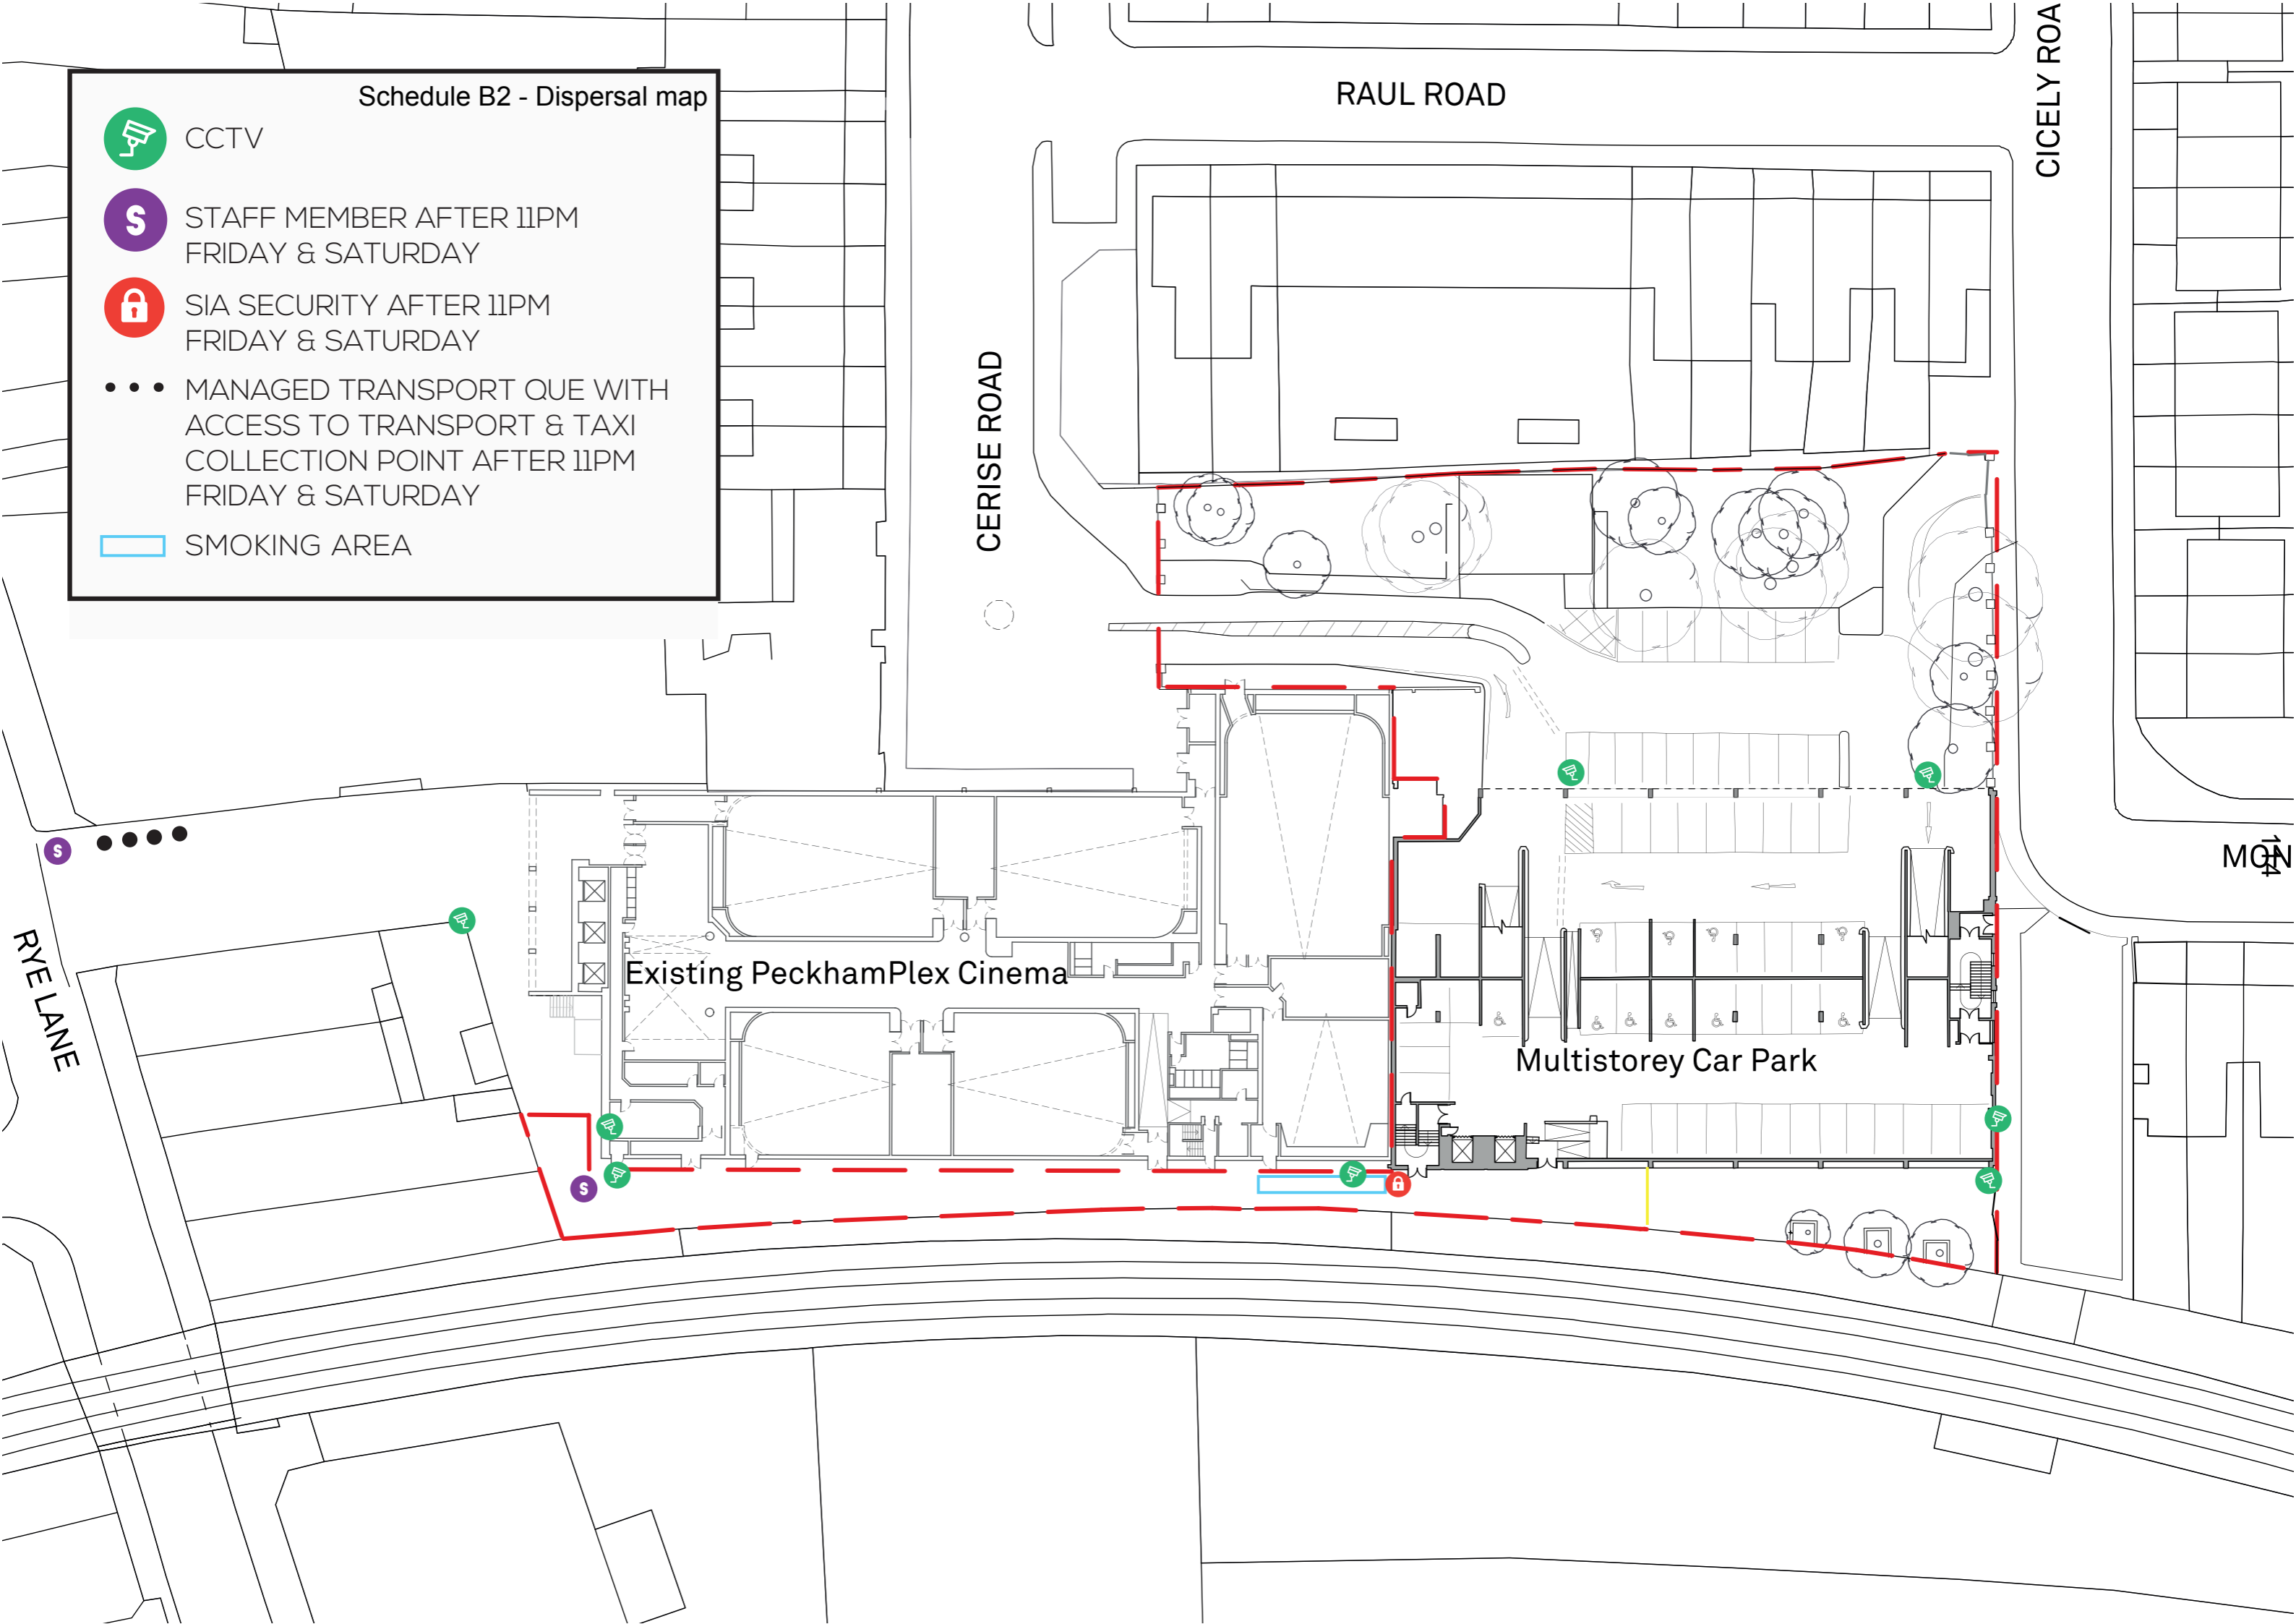 Schedule B2 - Dispersal map
CCTV
S
STAFF MEMBER AFTER 11PM
FRIDAY & SATURDAY
SIA SECURITY AFTER 11PM
FRIDAY & SATURDAY
MANAGED TRANSPORT QUE WITH
ACCESS TO TRANSPORT & TAXI
COLLECTION POINT AFTER 11PM
FRIDAY & SATURDAY
SMOKING AREA
RAUL ROAD
CICELY ROA
CERISE ROAD
S
RYE LANE
Existing PeckhamPlex Cinema
Multistorey Car Park
S